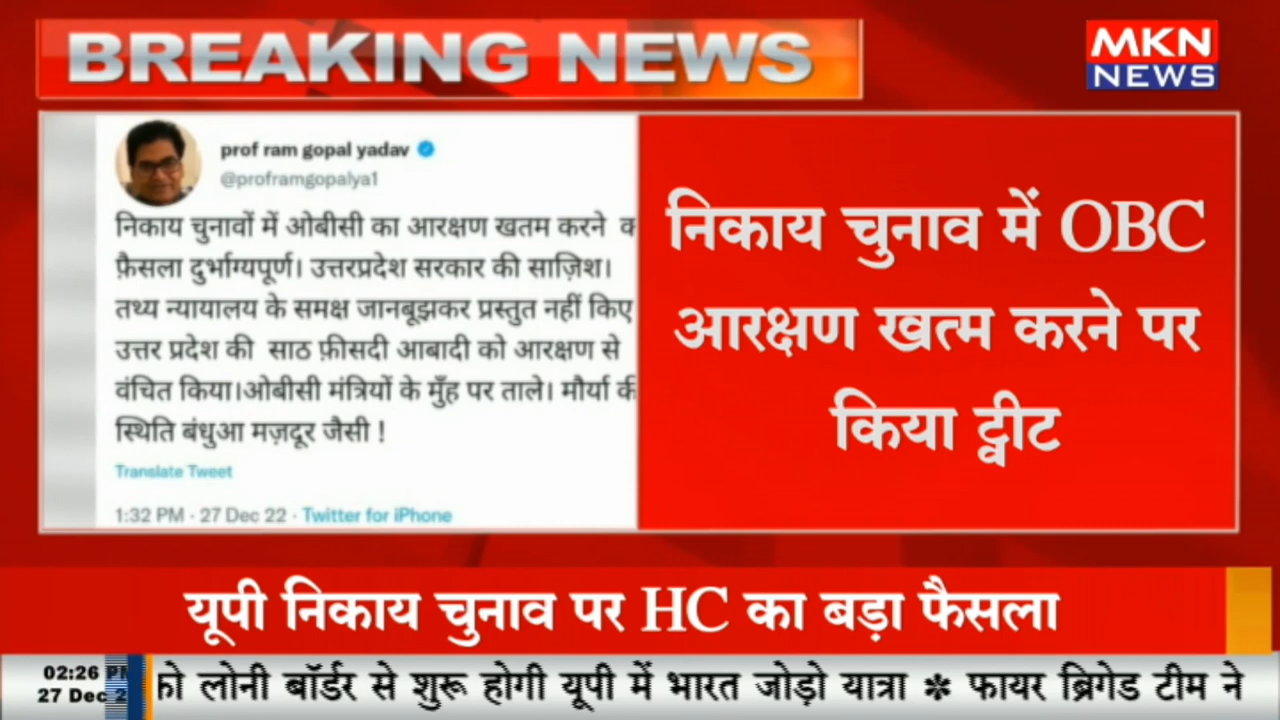 BREAKING NEWS
MKN
NEWS
prof ram gopal yadav
@proframgopalya1
निकाय चुनावों में ओबीसी का आरक्षण खतम करने
फ़ैसला दुर्भाग्यपूर्ण। उत्तरप्रदेश सरकार की साज़िश।
तथ्य न्यायालय के समक्ष जानबूझकर प्रस्तुत नहीं किए
उत्तर प्रदेश की साठ फ़ीसदी आबादी को आरक्षण से
वंचित किया।ओबीसी मंत्रियों के मुँह पर ताले। मौर्या की
स्थिति बंधुआ मज़दूर जैसी !
Translate Tweet
1:32 PM · 27 Dec 22 · Twitter for iPhone
निकाय चुनाव में OBC
आरक्षण खत्म करने पर
किया ट्वीट
यूपी निकाय चुनाव पर HC का बड़ा फैसला
02:26 PM
27 Dec
को लोनी बॉर्डर से शुरू होगी यूपी में भारत जोड़ो यात्रा * फायर ब्रिगेड टीम ने